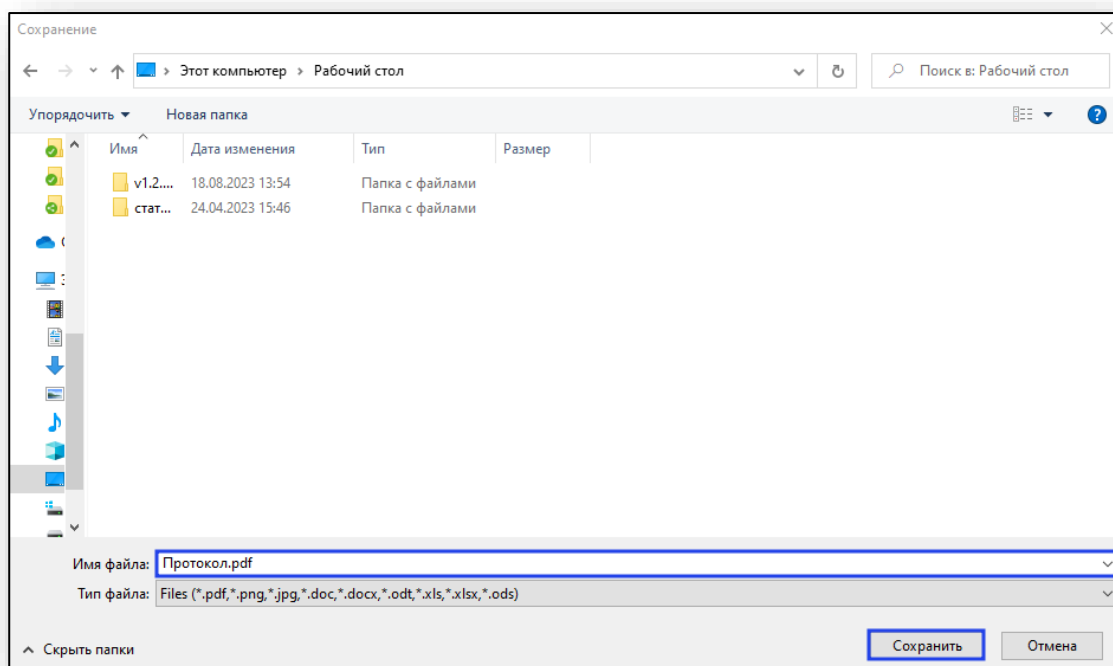 Сохранение
Этот компьютер › Рабочий стол
Поиск в: Рабочий стол
Упорядочить Новая папка
Имя Дата изменения Тип Размер
v1.2.... 18.08.2023 13:54 Папка с файлами
стат... 24.04.2023 15:46 Папка с файлами
Имя файла: Протокол.pdf
Тип файла: Files (*.pdf,*.png,*.jpg,*.doc,*.docx,*.odt,*.xls,*.xlsx,*.ods)
Скрыть папки Сохранить Отмена